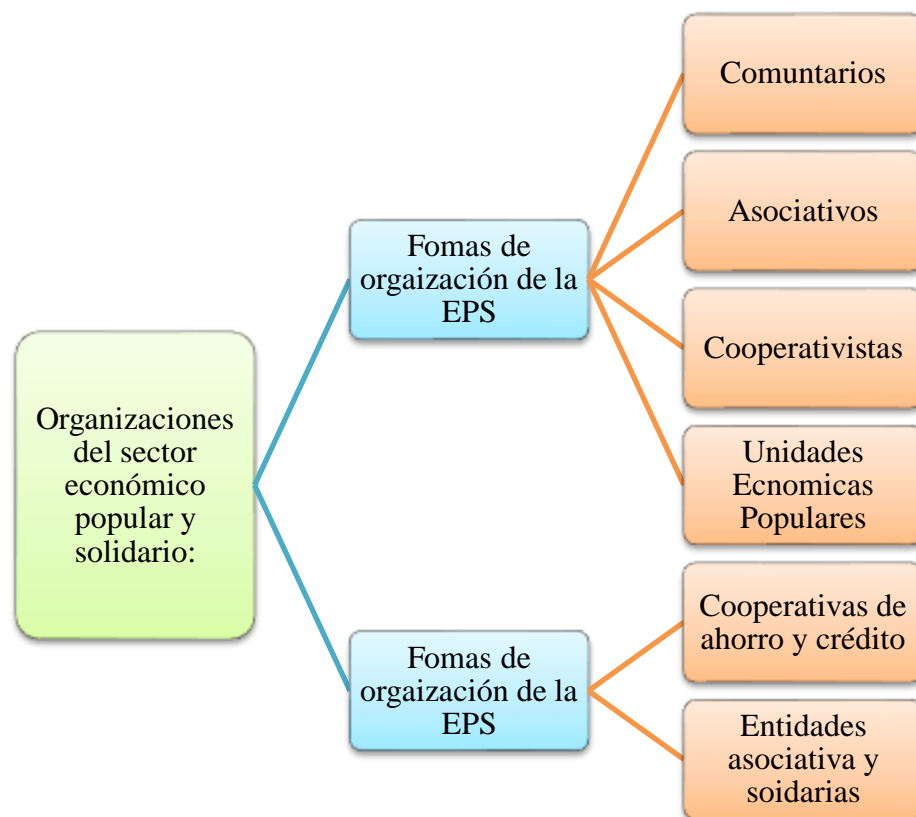 Organizaciones
del sector
económico
popular y
solidario:
Fomas de
orgaización de la
EPS
Comuntarios
Asociativos
Cooperativistas
Unidades
Ecnomicas
Populares
Fomas de
orgaización de la
EPS
Cooperativas de
ahorro y crédito
Entidades
asociativa y
soidarias